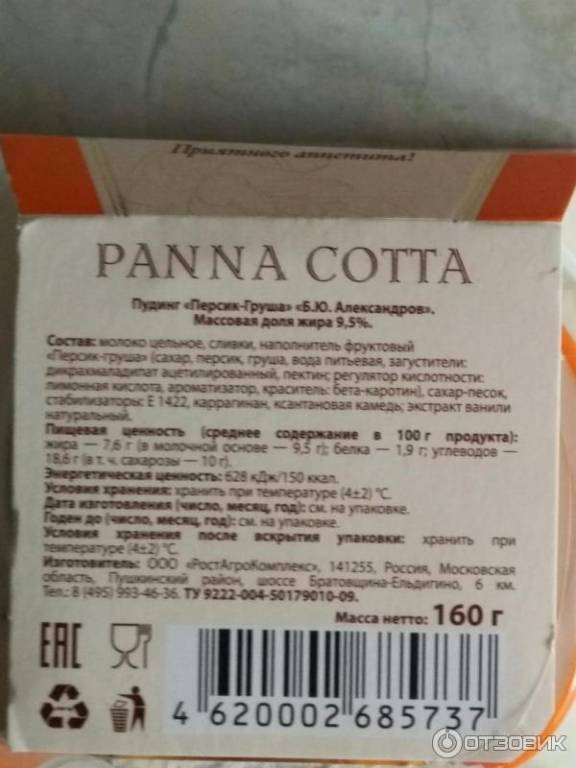 Приятного аппетита!
PANNA COTTA
Пудинг «Персик-Груша» «Б.Ю. Александров».
Массовая доля жира 9,5%.
Состав: молоко цельное, сливки, наполнитель фруктовый
«Персик-груша» (сахар, персик, груша, вода питьевая, загустители:
дикрахмаладипат ацетилированный, пектин; регулятор кислотности:
лимонная кислота, ароматизатор, краситель: бета-каротин), сахар-песок,
стабилизаторы: Е 1422, каррагинан, ксантановая камедь; экстракт ванили
натуральный.
Пищевая ценность (среднее содержание в 100 г продукта):
жира — 7,6 г (в молочной основе — 9,5 г); белка — 1,9 г; углеводов —
18,6 г (в т. ч. сахарозы — 10 г).
Энергетическая ценность: 628 кДж/150 ккал.
Условия хранения: хранить при температуре (4±2) °С.
Дата изготовления (число, месяц, год): см. на упаковке.
Годен до (число, месяц, год): см. на упаковке.
Условия хранения после вскрытия упаковки: хранить при
температуре (4±2) °С.
Изготовитель: ООО «РостАгроКомплекс», 141255, Россия, Московская
область, Пушкинский район, шоссе Братовщина-Ельдигино, 6 км.
Тел.: 8 (495) 993-46-36. ТУ 9222-004-50179010-09.
Масса нетто: 160 г
ЕАС
4 620002 685737
ОТЗОВИК